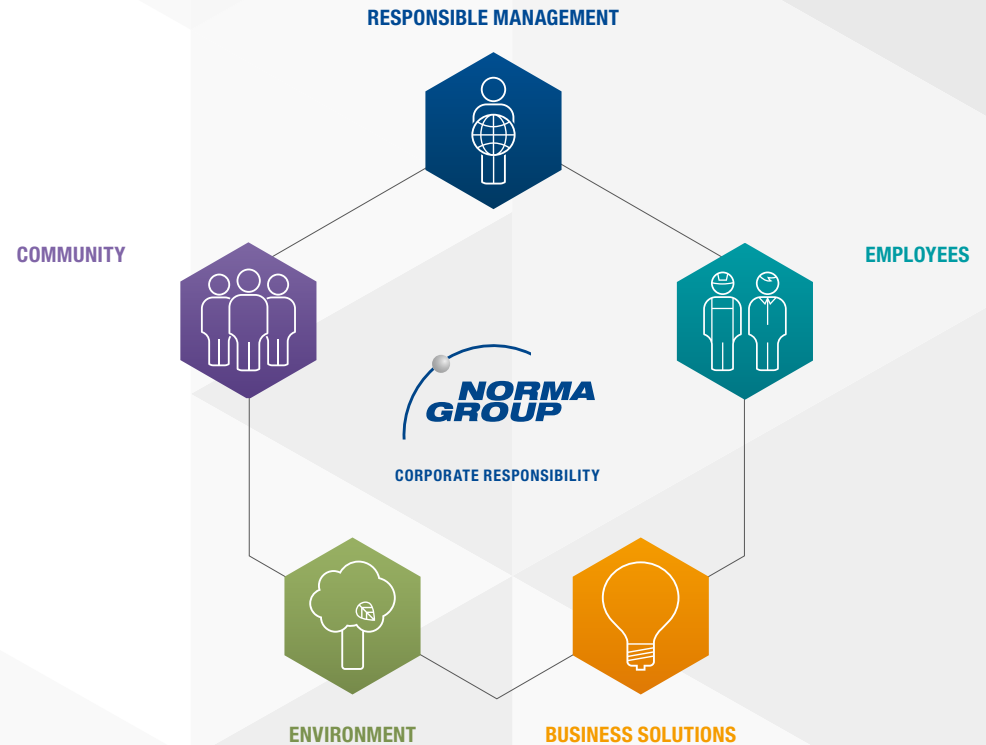 RESPONSIBLE MANAGEMENT
COMMUNITY
EMPLOYEES
NORMA
GROUP
CORPORATE RESPONSIBILITY
ENVIRONMENT
BUSINESS SOLUTIONS